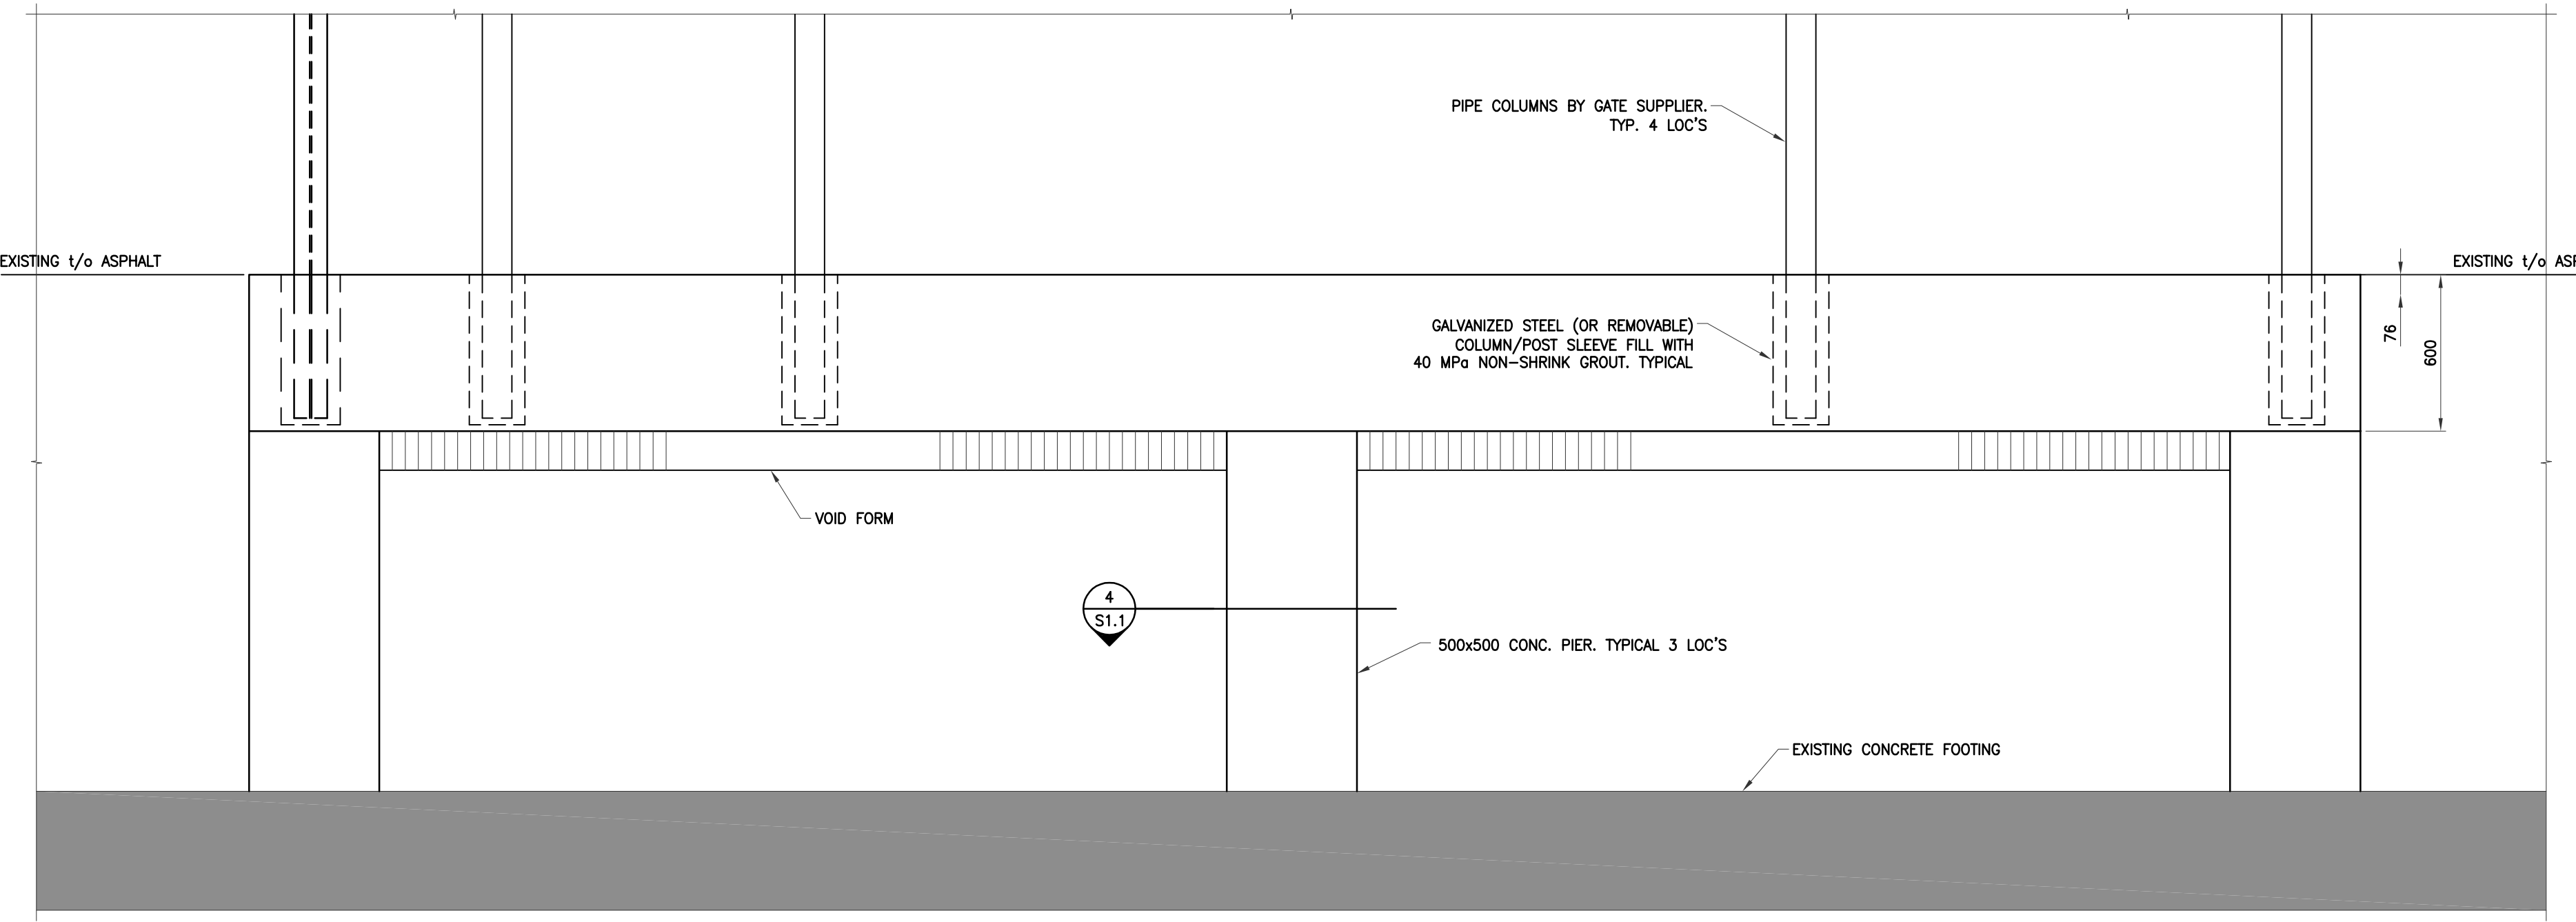 PIPE COLUMNS BY GATE SUPPLIER.
TYP. 4 LOC'S
EXISTING t/o ASPHALT
EXISTING t/o
GALVANIZED STEEL (OR REMOVABLE)
COLUMN/POST SLEEVE FILL WITH
40 MPa NON-SHRINK GROUT. TYPICAL
76
600
VOID FORM
4
S1.1
500x500 CONC. PIER. TYPICAL 3 LOC'S
EXISTING CONCRETE FOOTING